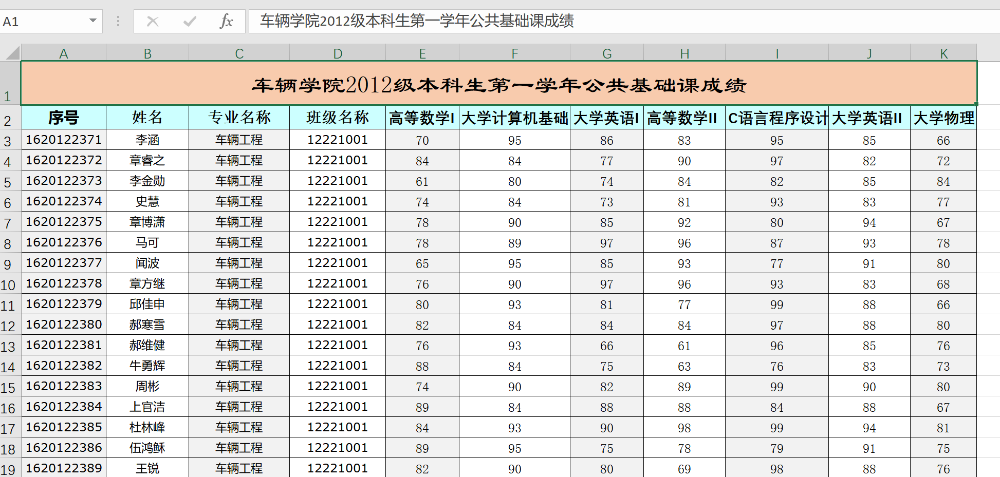 A1 fx 车辆学院2012级本科生第一学年公共基础课成绩
A B C D E F G H I J K
1 车辆学院2012级本科生第一学年公共基础课成绩
2 序号 姓名 专业名称 班级名称 高等数学I 大学计算机基础 大学英语I 高等数学II C语言程序设计 大学英语II 大学物理
3 1620122371 李涵 车辆工程 12221001 70 95 86 83 95 85 66
4 1620122372 章睿之 车辆工程 12221001 84 84 77 90 97 82 72
5 1620122373 李金勋 车辆工程 12221001 61 80 74 84 82 85 84
6 1620122374 史慧 车辆工程 12221001 74 84 73 81 93 83 77
7 1620122375 章博潇 车辆工程 12221001 78 90 85 92 80 94 67
8 1620122376 马可 车辆工程 12221001 78 89 97 96 87 93 78
9 1620122377 闻波 车辆工程 12221001 65 95 85 93 77 91 80
10 1620122378 章方继 车辆工程 12221001 76 90 97 96 93 83 68
11 1620122379 邱佳申 车辆工程 12221001 80 93 81 77 99 88 66
12 1620122380 郝寒雪 车辆工程 12221001 82 84 84 84 97 88 80
13 1620122381 郝维健 车辆工程 12221001 76 93 66 61 96 85 76
14 1620122382 牛勇辉 车辆工程 12221001 88 84 75 63 76 83 73
15 1620122383 周彬 车辆工程 12221001 74 90 82 89 99 90 80
16 1620122384 上官洁 车辆工程 12221001 89 84 88 88 84 88 67
17 1620122385 杜林峰 车辆工程 12221001 84 93 90 98 99 94 81
18 1620122386 伍鸿稣 车辆工程 12221001 89 95 75 78 79 91 75
19 1620122389 王锐 车辆工程 12221001 82 90 80 69 98 88 76